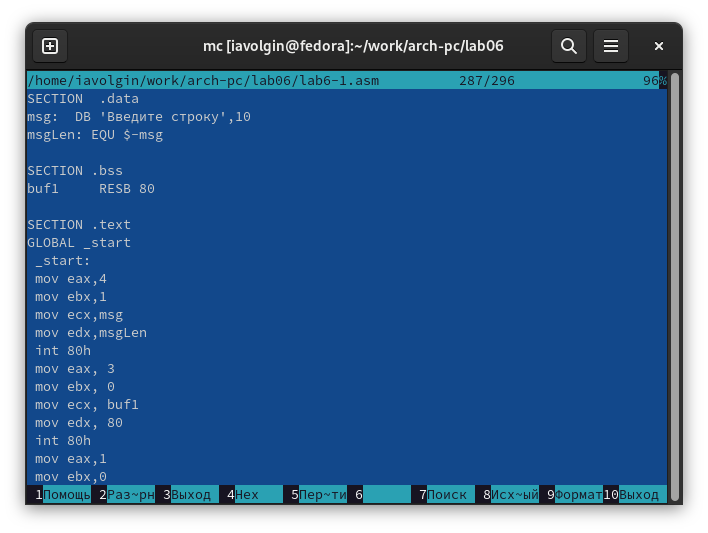 mc [iavolgin@fedora]:~/work/arch-pc/lab06
/home/iavolgin/work/arch-pc/lab06/lab6-1.asm 287/296 96%
SECTION .data
msg: DB 'Введите строку',10
msgLen: EQU $-msg
SECTION .bss
buf1 RESB 80
SECTION .text
GLOBAL _start
_start:
mov eax,4
mov ebx,1
mov ecx,msg
mov edx,msgLen
int 80h
mov eax, 3
mov ebx, 0
mov ecx, buf1
mov edx, 80
int 80h
mov eax,1
mov ebx,0
1Помощь 2Раз~рн 3Выход 4Hex 5Пер~ти 6 7Поиск 8Исх~ый 9Формат 10Выход